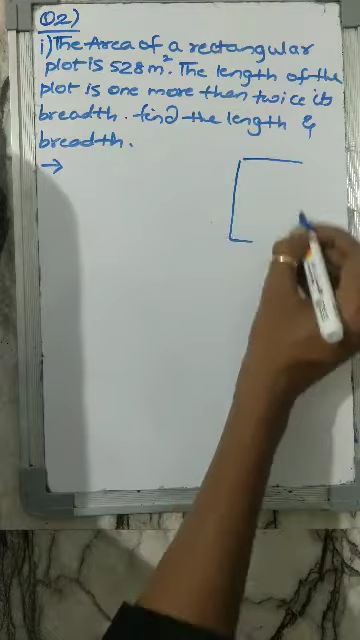 Q2)
i) The Area of a rectangular
plot is 528 m². The length of the
plot is one more then twice its
breadth. find the length &
breadth.
→